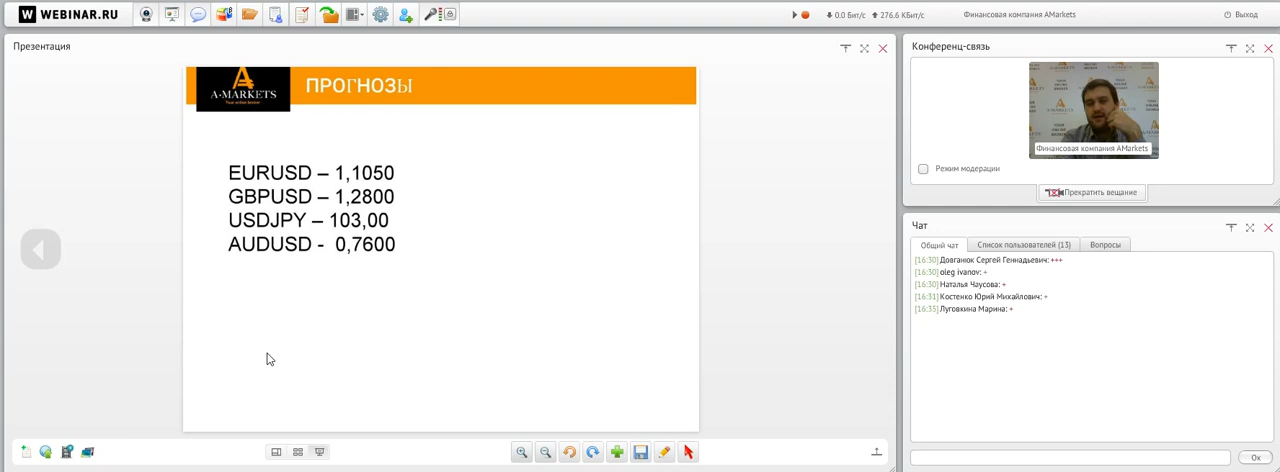 WEBINAR.RU
0.0 Бит/с 276.6 КБит/с
Финансовая компания AMarkets
Выход
Презентация
A-MARKETS
Your online broker
ПРОГНОЗЫ
EURUSD – 1,1050
GBPUSD – 1,2800
USDJPY – 103,00
AUDUSD - 0,7600
Конференц-связь
Финансовая компания AMarkets
Режим модерации
Прекратить вещание
Чат
Общий чат
Список пользователей (13)
Вопросы
[16:30] Довганюк Сергей Геннадьевич: +++
[16:30] oleg ivanov: +
[16:30] Наталья Чаусова: +
[16:31] Костенко Юрий Михайлович: +
[16:35] Луговкина Марина: +
Ок